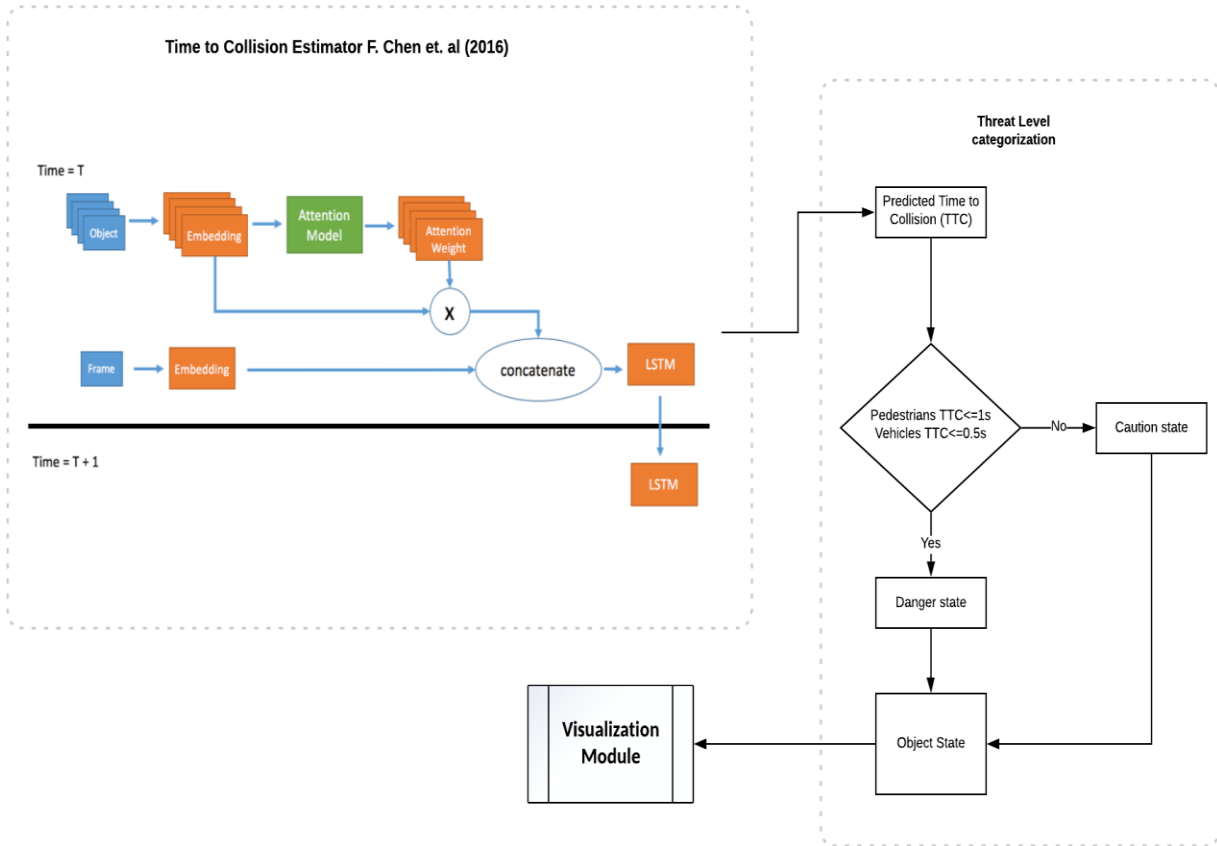 Time to Collision Estimator F. Chen et. al (2016)
Time = T
Object
Embedding
Attention
Model
Attention
Weight
X
Frame
Embedding
concatenate
LSTM
Time = T + 1
LSTM
Threat Level
categorization
Predicted Time to
Collision (TTC)
Pedestrians TTC<=1s
Vehicles TTC<=0.5s
No
Caution state
Yes
Danger state
Object State
Visualization
Module